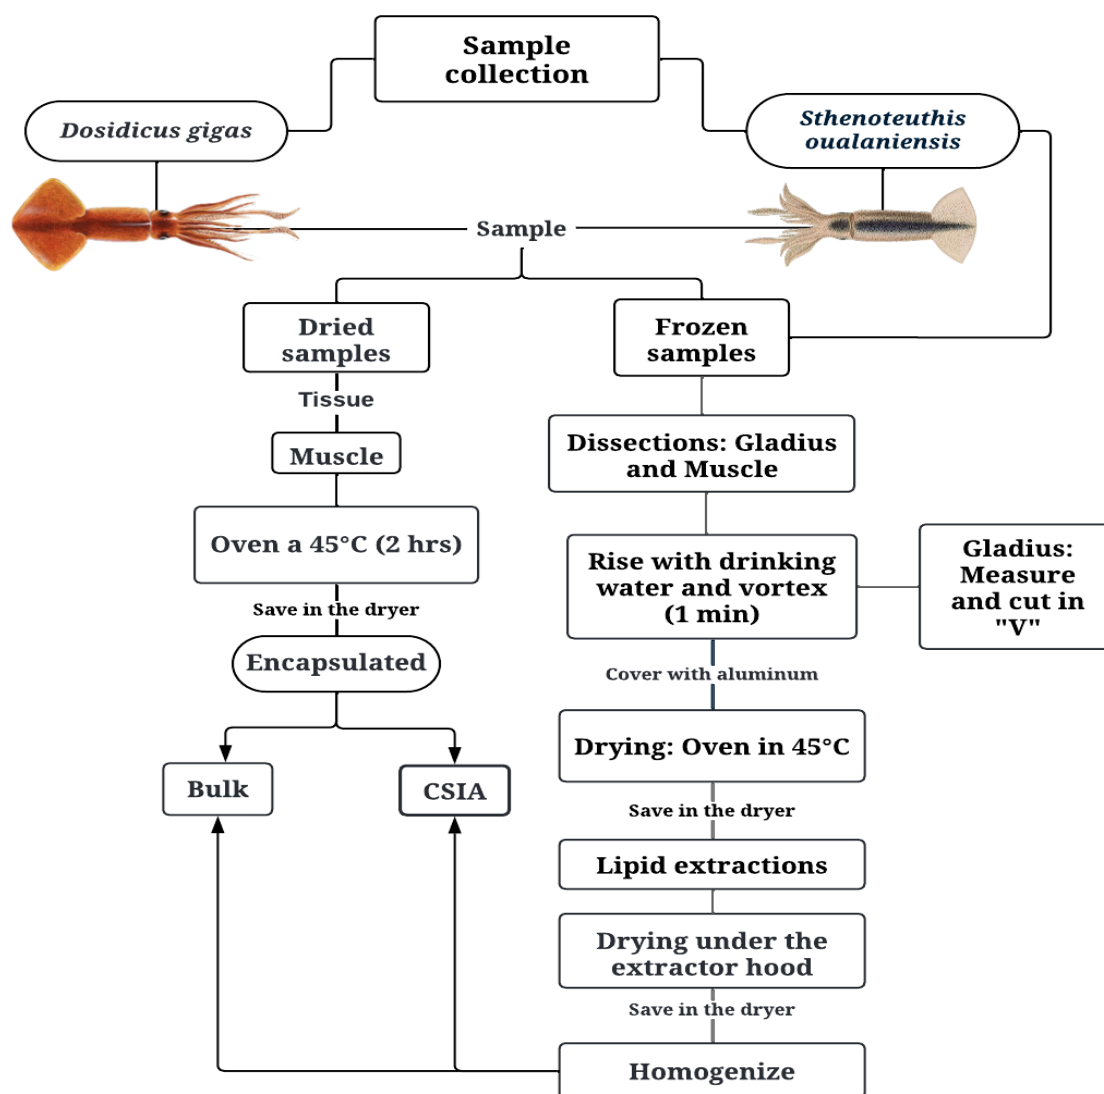 Sample
collection
Dosidicus gigas
Sthenoteuthis
oualaniensis
Sample
Dried
samples
Frozen
samples
Tissue
Muscle
Dissections: Gladius
and Muscle
Oven a 45°C (2 hrs)
Rise with drinking
water and vortex
(1 min)
Gladius:
Measure
and cut in
"V"
Save in the dryer
Encapsulated
Cover with aluminum
Drying: Oven in 45°C
Bulk
CSIA
Save in the dryer
Lipid extractions
Drying under the
extractor hood
Save in the dryer
Homogenize